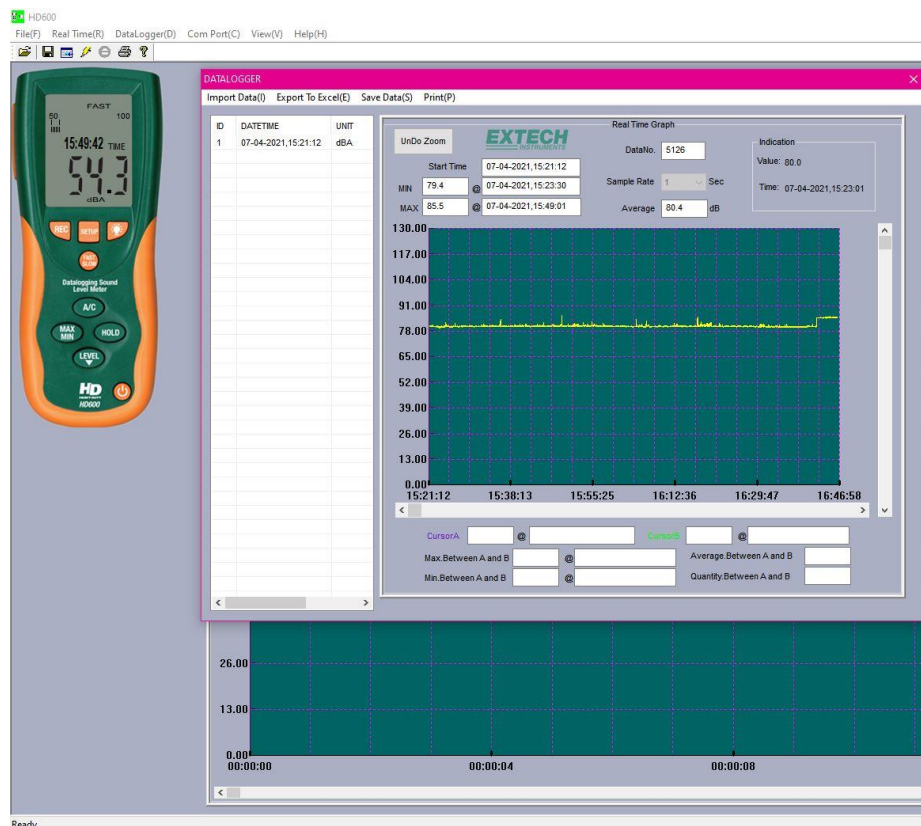 HD600
File(F) Real Time(R) DataLogger(D) Com Port(C) View(V) Help(H)
FAST
50 100
15:49:42 TIME
54.3
dBA
REC SETUP
FAST
SLOW
Datalogging Sound
Level Meter
A/C
MAX
MIN HOLD
LEVEL
HD
HEAVY DUTY
HD600
DATALOGGER
Import Data(I) Export To Excel(E) Save Data(S) Print(P)
ID DATETIME UNIT
1 07-04-2021,15:21:12 dBA
Real Time Graph
UnDo Zoom EXTECH
INSTRUMENTS
DataNo. 5126
Indication
Value: 80.0
Time: 07-04-2021,15:23:01
Start Time 07-04-2021,15:21:12
MIN 79.4 @ 07-04-2021,15:23:30
Sample Rate 1 Sec
MAX 85.5 @ 07-04-2021,15:49:01
Average 80.4 dB
130.00
117.00
104.00
91.00
78.00
65.00
52.00
39.00
26.00
13.00
0.00
15:21:12 15:38:13 15:55:25 16:12:36 16:29:47 16:46:58
CursorA @ CursorB @
Max.Between A and B @ Average.Between A and B
Min.Between A and B @ Quantity.Between A and B
26.00
13.00
0.00
00:00:00 00:00:04 00:00:08
Ready